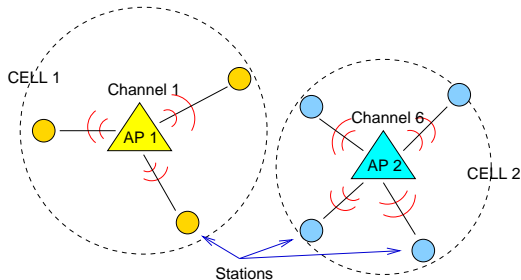 CELL 1
Channel 1
AP 1
Channel 6
AP 2
CELL 2
Stations